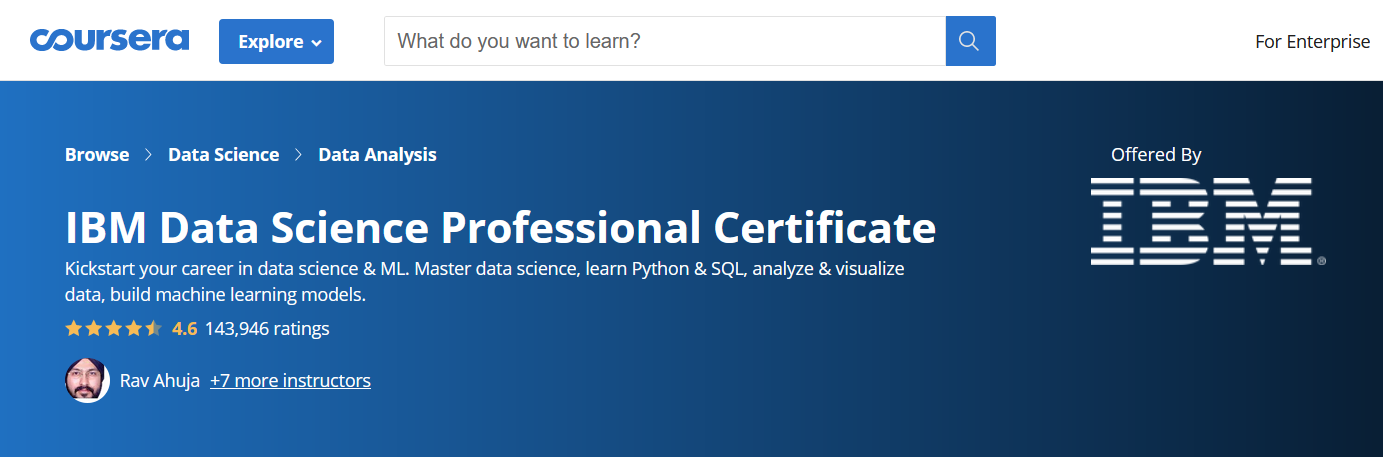 coursera
Explore
What do you want to learn?
For Enterprise
Browse > Data Science > Data Analysis
Offered By
IBM®
IBM Data Science Professional Certificate
Kickstart your career in data science & ML. Master data science, learn Python & SQL, analyze & visualize
data, build machine learning models.
4.6 143,946 ratings
Rav Ahuja +7 more instructors